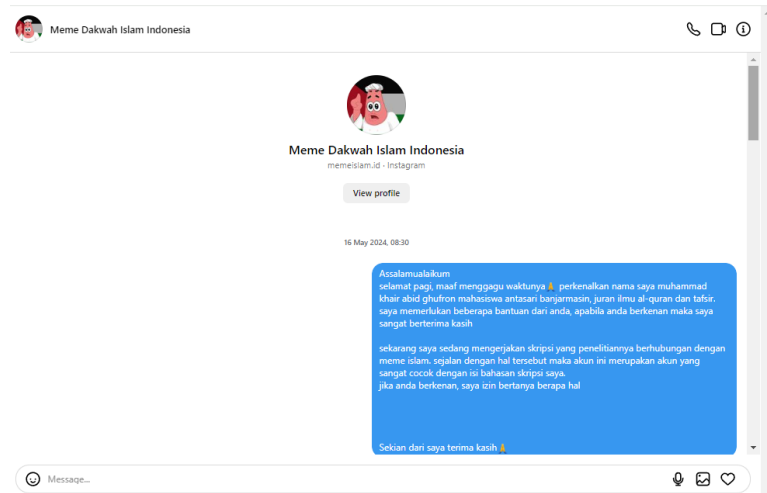 Meme Dakwah Islam Indonesia
Meme Dakwah Islam Indonesia
memeislam.id · Instagram
View profile
16 May 2024, 08:30
Assalamualaikum
selamat pagi, maaf menggagu waktunya🙏 perkenalkan nama saya muhammad
khair abid ghufron mahasiswa antasari banjarmasin, juran ilmu al-quran dan tafsir.
saya memerlukan beberapa bantuan dari anda, apabila anda berkenan maka saya
sangat berterima kasih
sekarang saya sedang mengerjakan skripsi yang penelitiannya berhubungan dengan
meme islam. sejalan dengan hal tersebut maka akun ini merupakan akun yang
sangat cocok dengan isi bahasan skripsi saya.
jika anda berkenan, saya izin bertanya berapa hal
Sekian dari saya terima kasih🙏
Message...